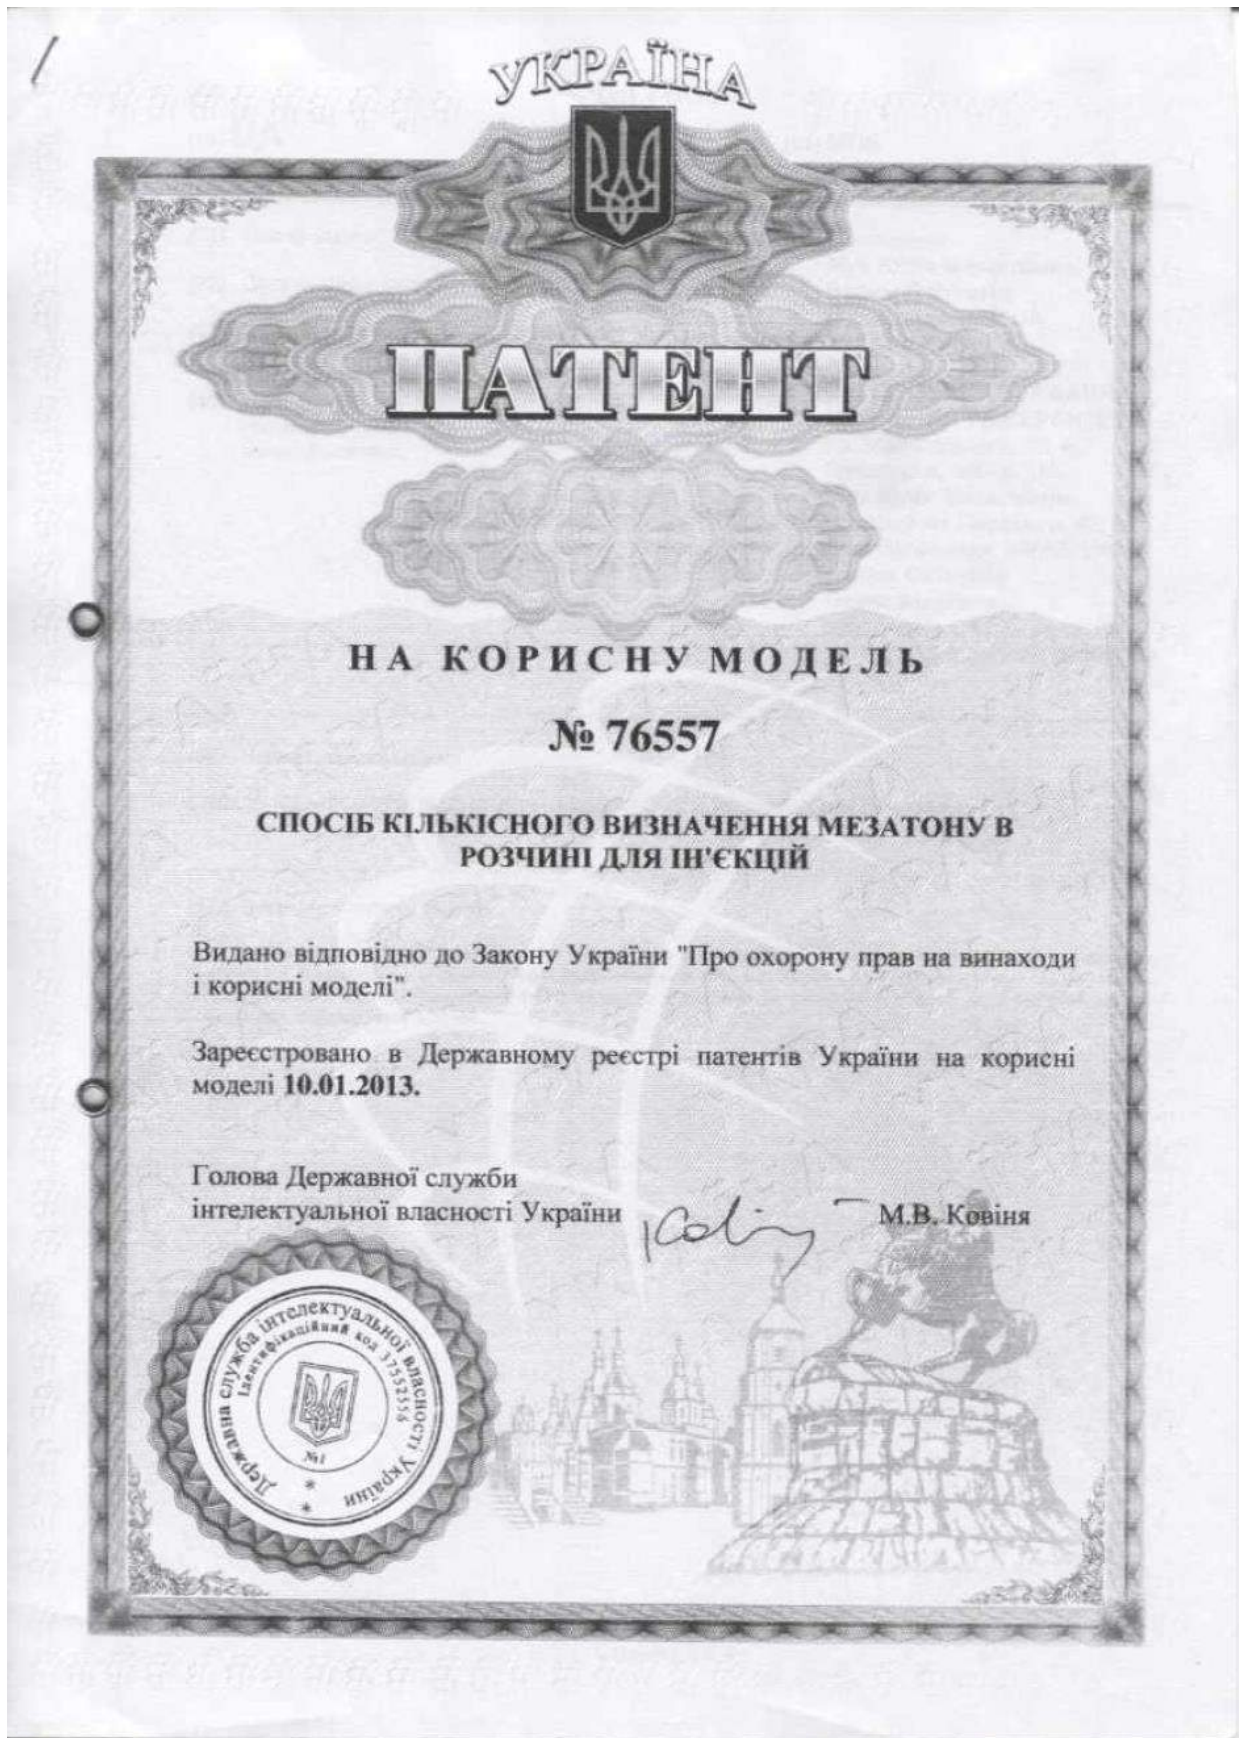 УКРАЇНА
ПАТЕНТ
НА КОРИСНУ МОДЕЛЬ
№ 76557
СПОСІБ КІЛЬКІСНОГО ВИЗНАЧЕННЯ МЕЗАТОНУ В
РОЗЧИНІ ДЛЯ ІН'ЄКЦІЙ
Видано відповідно до Закону України "Про охорону прав на винаходи
і корисні моделі".
Зареєстровано в Державному реєстрі патентів України на корисні
моделі 10.01.2013.
Голова Державної служби
інтелектуальної власності України
М.В. Ковіня
Державна служба інтелектуальної власності України
Ідентифікаційний код 37552556
№1